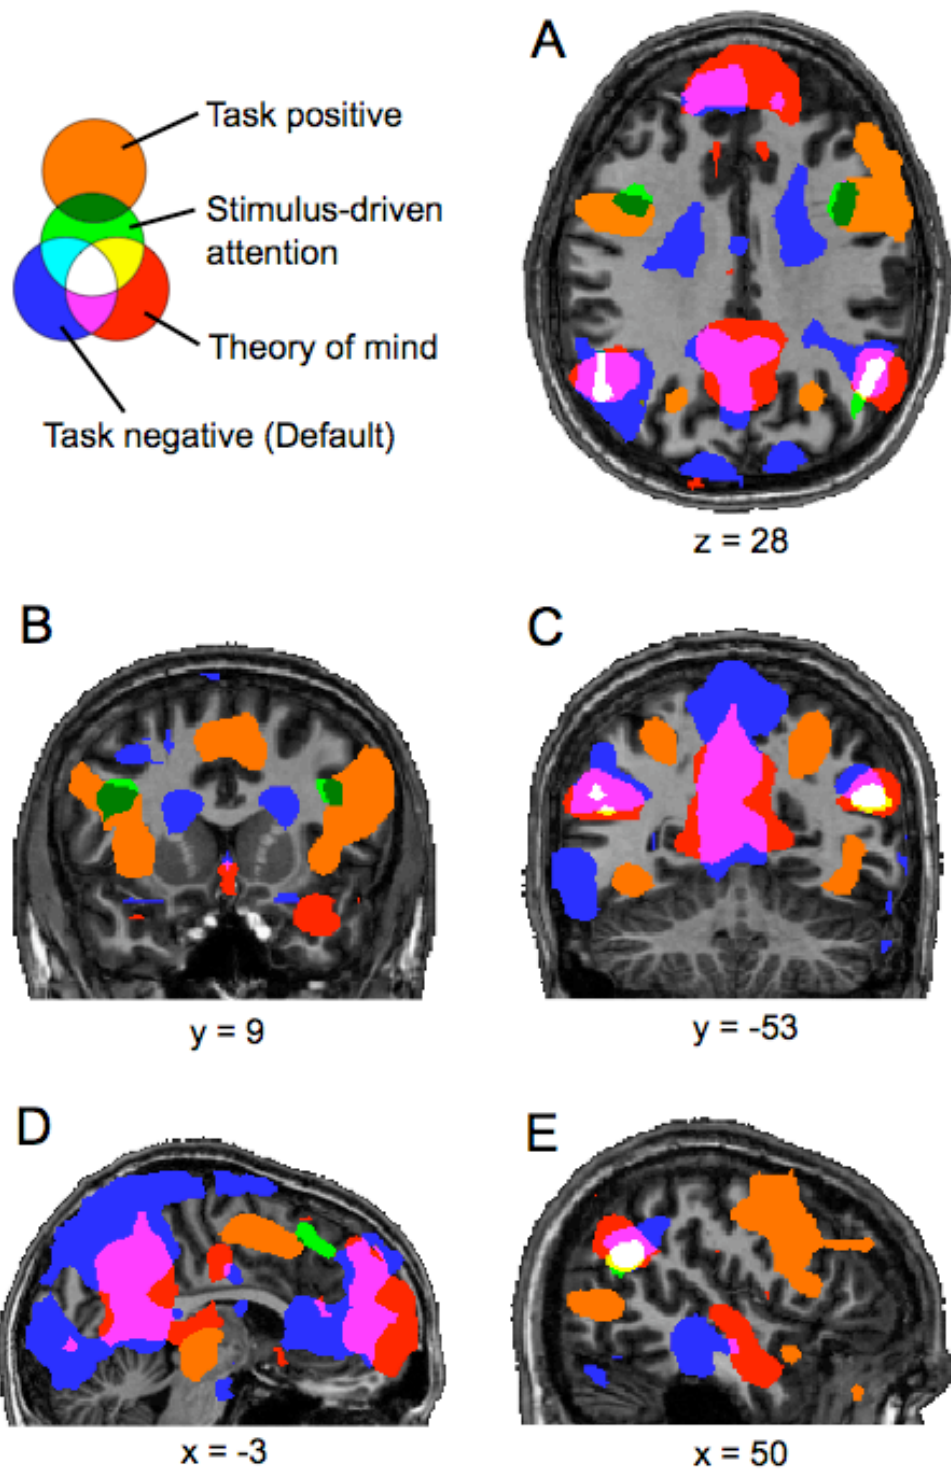 A
Task positive
Stimulus-driven
attention
Theory of mind
Task negative (Default)
z = 28
B
C
y = 9
y = -53
D
E
x = -3
x = 50